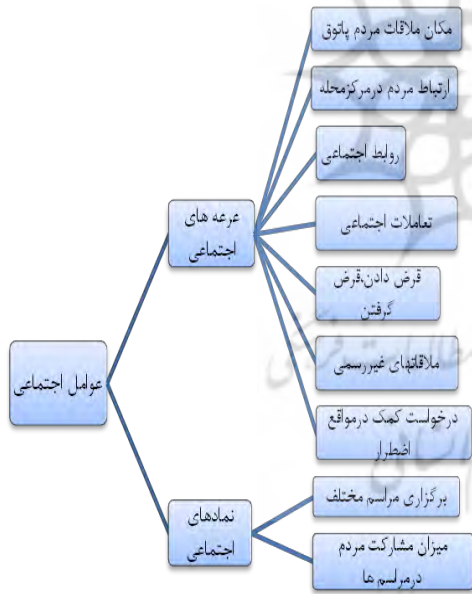 مکان ملاقات مردم پاتوق
ارتباط مردم درمرکزمحله
روابط اجتماعی
تعاملات اجتماعی
قرض دادن،قرض
گرفتن
ملاقاتهای غیررسمی
درخواست کمک درمواقع
اضطرار
عرعه های
اجتماعی
عوامل اجتماعی
نمادهای
اجتماعی
برگزاری مراسم مختلف
میزان مشارکت مردم
درمراسم ها